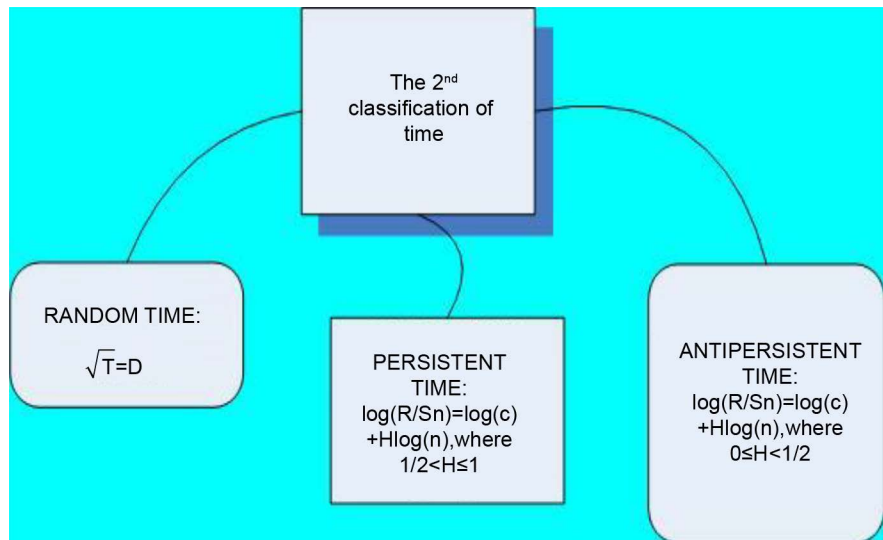 The 2nd
classification of
time
RANDOM TIME:
√T=D
PERSISTENT
TIME:
log(R/Sn)=log(c)
+Hlog(n),where
1/2<H≤1
ANTIPERSISTENT
TIME:
log(R/Sn)=log(c)
+Hlog(n),where
0≤H<1/2